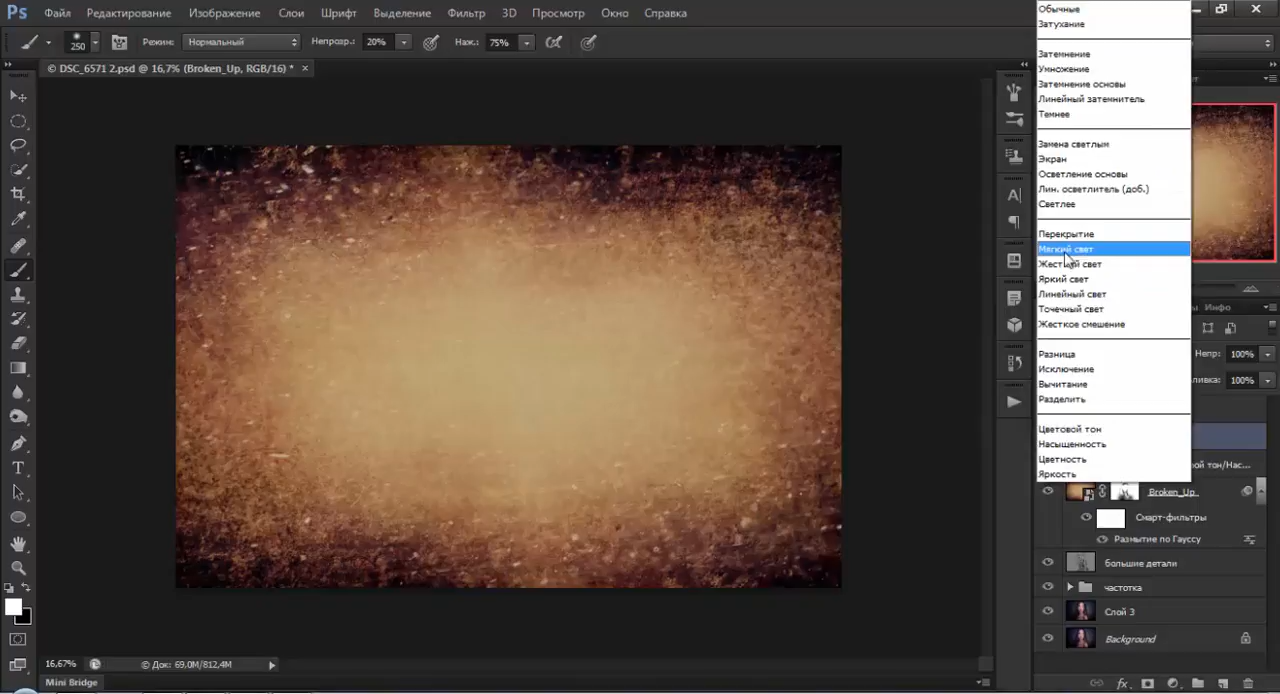 Ps Файл Редактирование Изображение Слои Шрифт Выделение Фильтр 3D Просмотр Окно Справка
250 Режим: Нормальный Непрозр.: 20% Наж.: 75%
© DSC_6571 2.psd @ 16,7% (Broken_Up, RGB/16) * ×
Обычные
Затухание
Затемнение
Умножение
Затемнение основы
Линейный затемнитель
Темнее
Замена светлым
Экран
Осветление основы
Лин. осветлитель (доб.)
Светлее
Перекрытие
Мягкий свет
Жесткий свет
Яркий свет
Линейный свет
Точечный свет
Жесткое смешение
Разница
Исключение
Вычитание
Разделить
Цветовой тон
Насыщенность
Цветность
Яркость
Инфо
Непр: 100%
100%
ой тон/Нас...
Broken_Up_
Смарт-фильтры
Размытие по Гауссу
большие детали
частотка
Слой 3
Background
16,67% © Док: 69.0M/812,4M
Mini Bridge